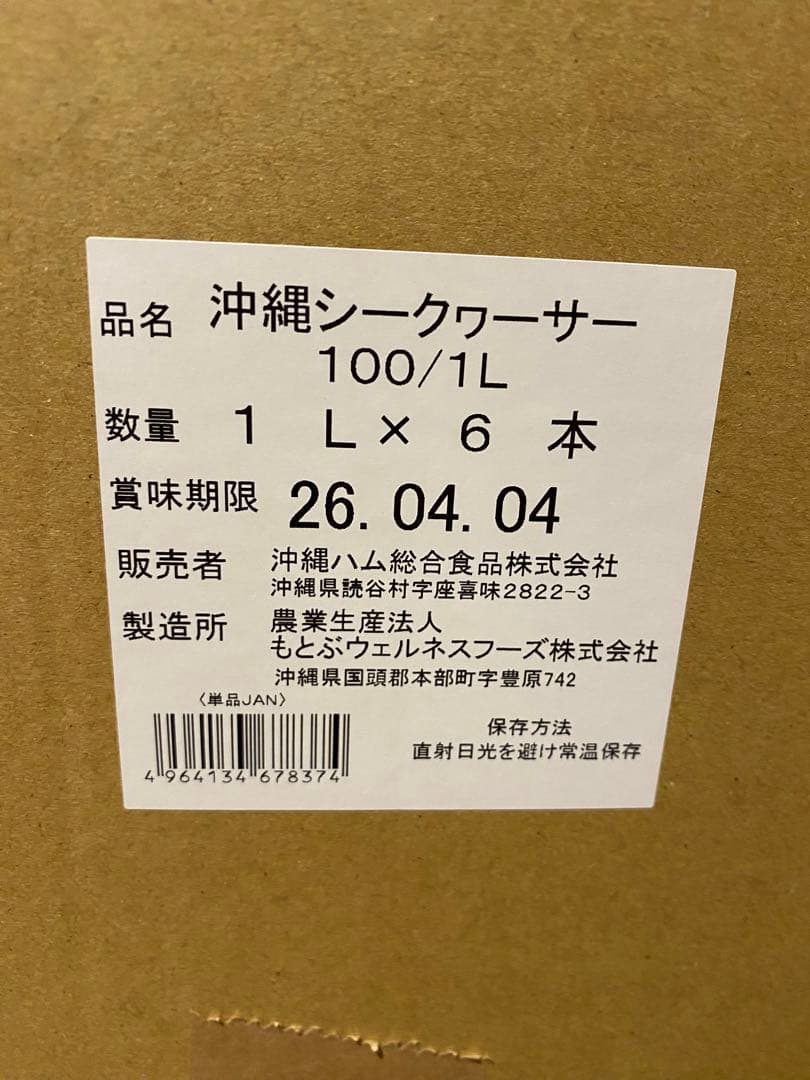 品名 沖縄シークヮーサー
100/1L
数量 1 L× 6 本
賞味期限 26.04.04
販売者 沖縄ハム総合食品株式会社
沖縄県読谷村字座喜味2822-3
製造所 農業生産法人
もとぶウェルネスフーズ株式会社
沖縄県国頭郡本部町字豊原742
〈単品JAN〉
4964134678374
保存方法
直射日光を避け常温保存